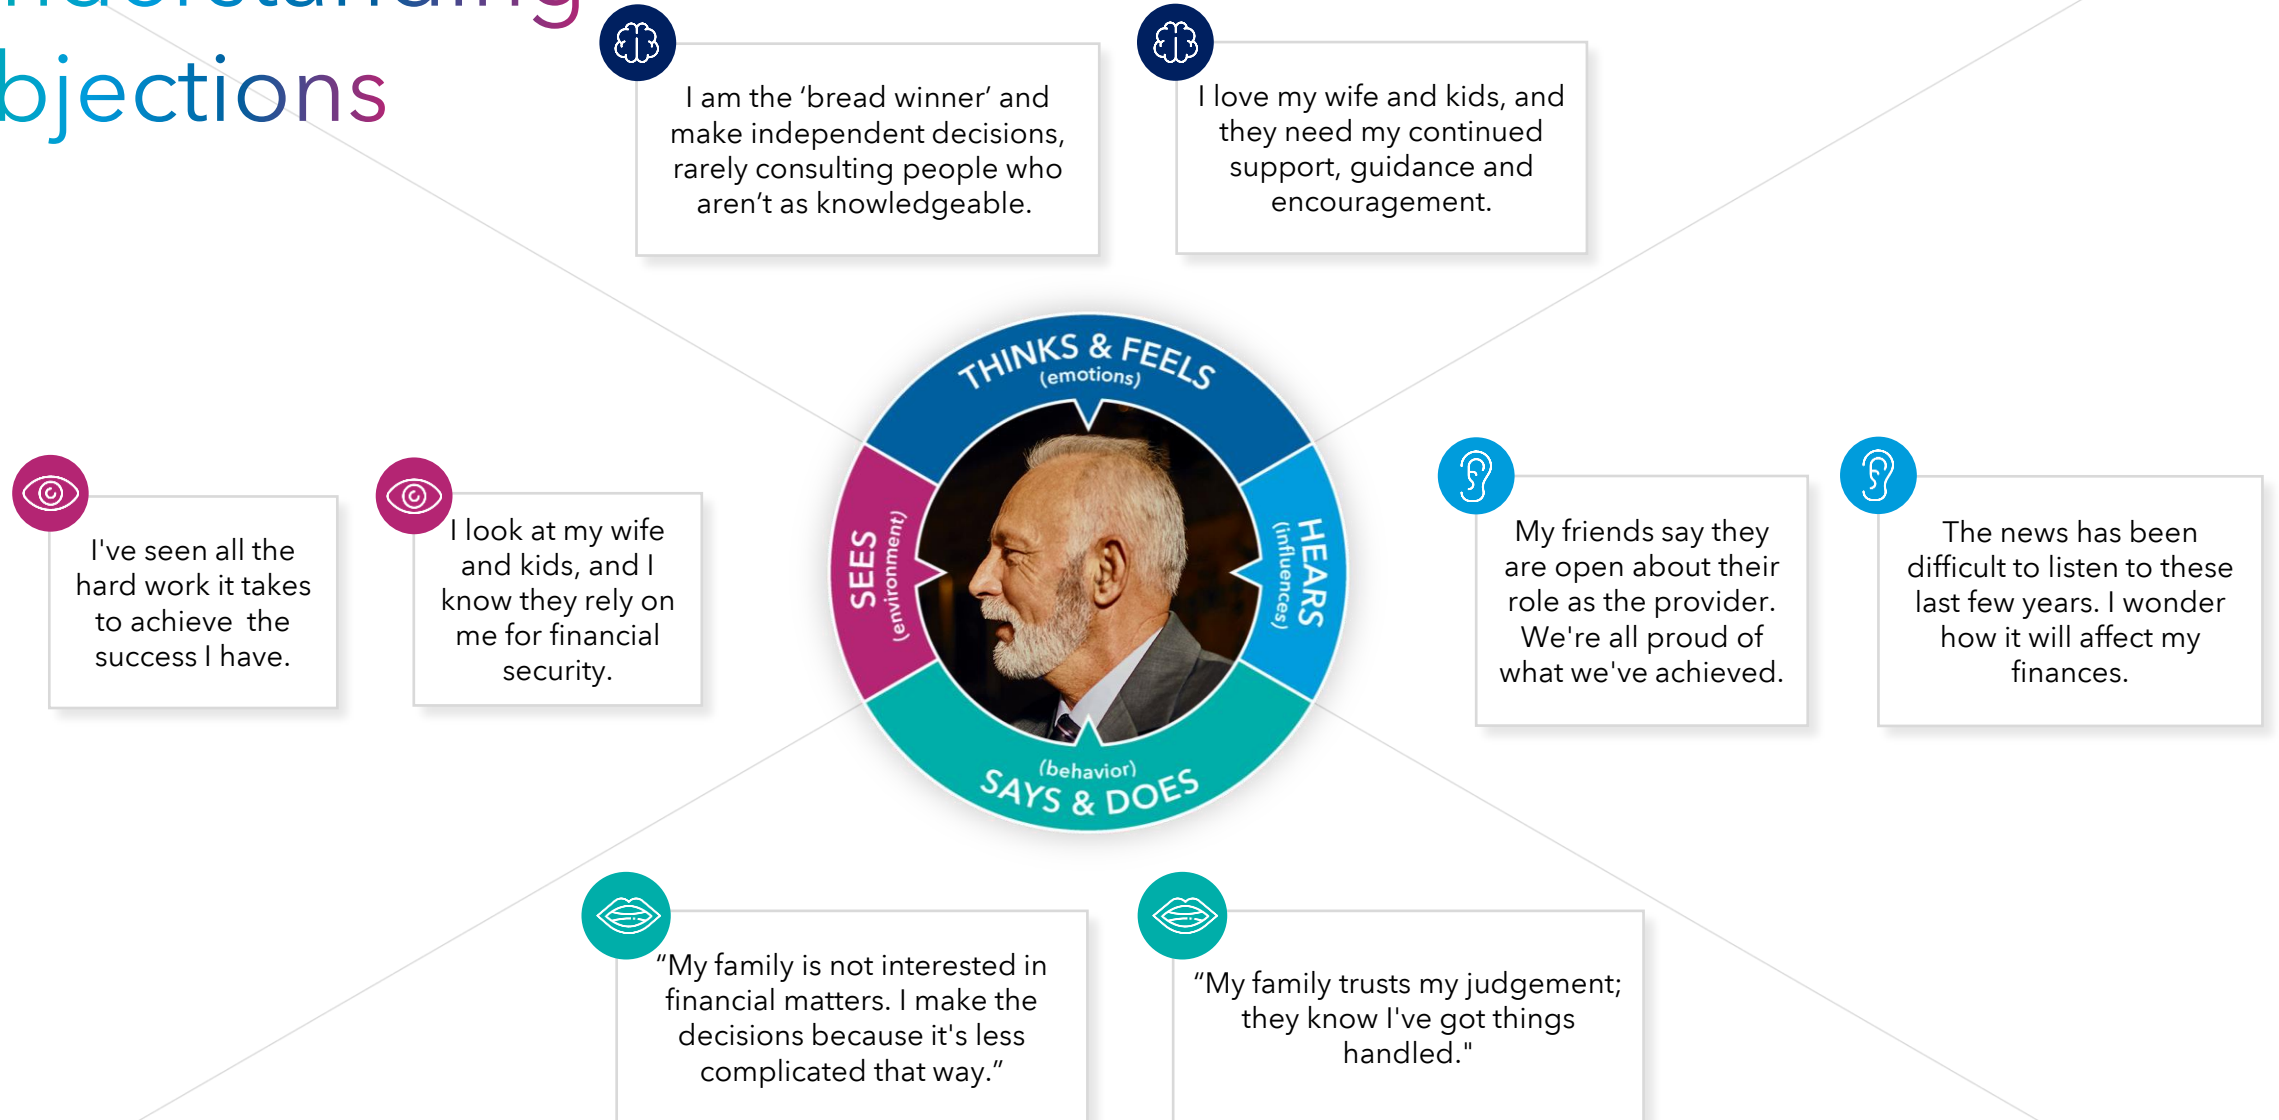 nderstanding
bjections
I am the ‘bread winner’ and
make independent decisions,
rarely consulting people who
aren’t as knowledgeable.
I love my wife and kids, and
they need my continued
support, guidance and
encouragement.
THINKS & FEELS
(emotions)
I've seen all the
hard work it takes
to achieve  the
success I have.
I look at my wife
and kids, and I
know they rely on
me for financial
security.
SEES
(environment)
HEARS
(influences)
My friends say they
are open about their
role as the provider.
We're all proud of
what we've achieved.
The news has been
difficult to listen to these
last few years. I wonder
how it will affect my
finances.
(behavior)
SAYS & DOES
“My family is not interested in
financial matters. I make the
decisions because it's less
complicated that way.”
“My family trusts my judgement;
they know I've got things
handled."